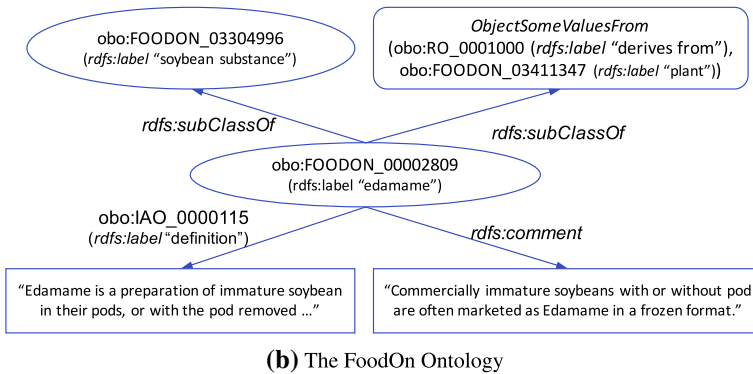 obo:FOODON_03304996
(rdfs:label “soybean substance”)
ObjectSomeValuesFrom
(obo:RO_0001000 (rdfs:label “derives from”),
obo:FOODON_03411347 (rdfs:label “plant”))
rdfs:subClassOf
rdfs:subClassOf
obo:FOODON_00002809
(rdfs:label “edamame”)
obo:IAO_0000115
(rdfs:label “definition”)
rdfs:comment
“Edamame is a preparation of immature soybean
in their pods, or with the pod removed ...”
“Commercially immature soybeans with or without pod
are often marketed as Edamame in a frozen format.”
(b) The FoodOn Ontology